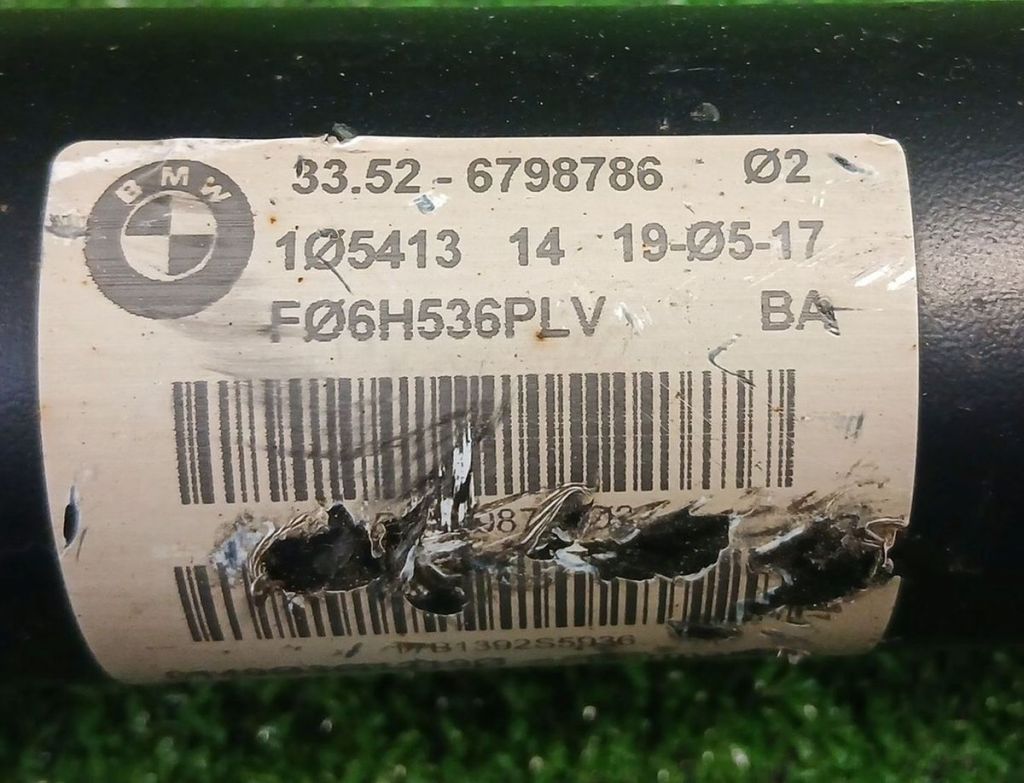 BMW
33.52 - 6798786 Ø2
1Ø5413 14 19-Ø5-17
FØ6H536PLV BA